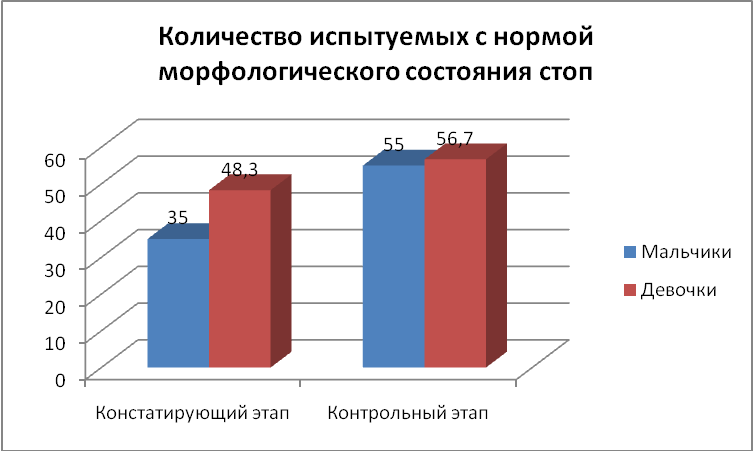 Количество испытуемых с нормой
морфологического состояния стоп
60
50
40
30
20
10
0
35
48,3
55
56,7
Констатирующий этап
Контрольный этап
Мальчики
Девочки